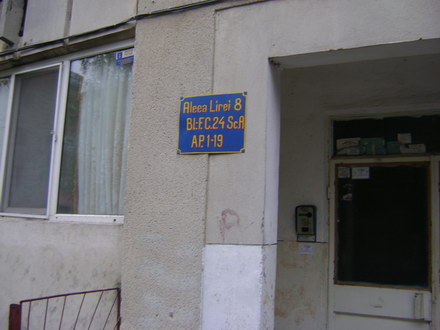 Aleea Lirei 8
Bl:FC.24 Sc.A
AP. 1-19